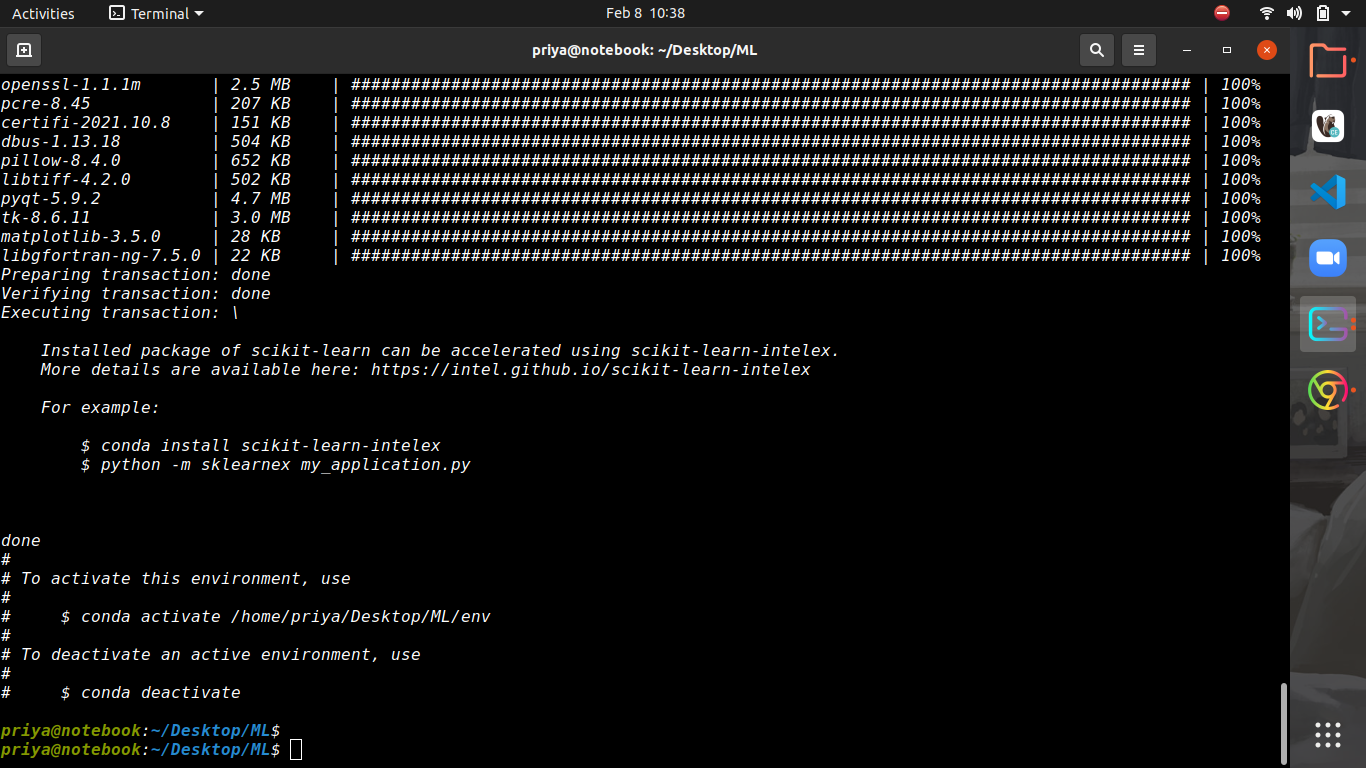 Activities Terminal Feb 8 10:38
priya@notebook: ~/Desktop/ML
openssl-1.1.1m | 2.5 MB | #################################################################################### | 100%
pcre-8.45 | 207 KB | #################################################################################### | 100%
certifi-2021.10.8 | 151 KB | #################################################################################### | 100%
dbus-1.13.18 | 504 KB | #################################################################################### | 100%
pillow-8.4.0 | 652 KB | #################################################################################### | 100%
libtiff-4.2.0 | 502 KB | #################################################################################### | 100%
pyqt-5.9.2 | 4.7 MB | #################################################################################### | 100%
tk-8.6.11 | 3.0 MB | #################################################################################### | 100%
matplotlib-3.5.0 | 28 KB | #################################################################################### | 100%
libgfortran-ng-7.5.0 | 22 KB | #################################################################################### | 100%
Preparing transaction: done
Verifying transaction: done
Executing transaction: \
Installed package of scikit-learn can be accelerated using scikit-learn-intelex.
More details are available here: https://intel.github.io/scikit-learn-intelex
For example:
$ conda install scikit-learn-intelex
$ python -m sklearnex my_application.py
done
#
# To activate this environment, use
#
# $ conda activate /home/priya/Desktop/ML/env
#
# To deactivate an active environment, use
#
# $ conda deactivate
priya@notebook:~/Desktop/ML$
priya@notebook:~/Desktop/ML$